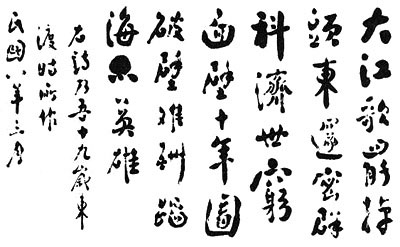 大江歌罷掉
頭東邃密群
科濟世窮
面壁十年圖
破壁難酬蹈
海亦英雄
右詩乃吾十九歲東
渡時所作
民國八年三月